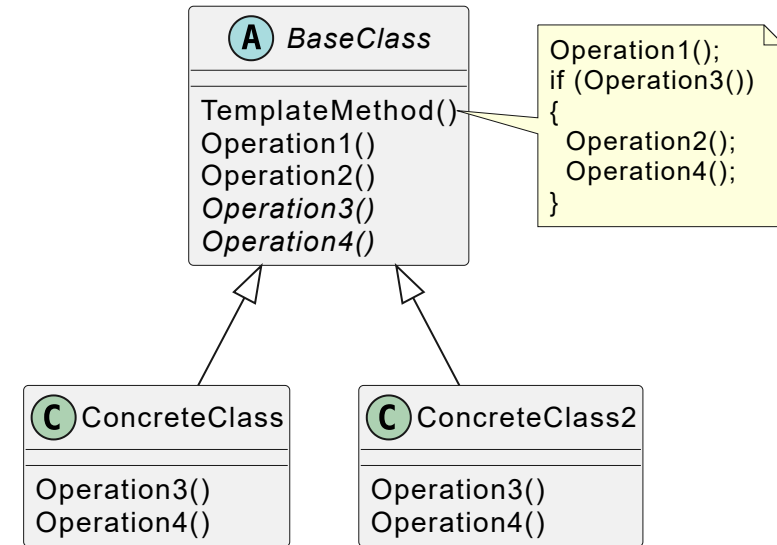 A BaseClass
TemplateMethod()
Operation1()
Operation2()
Operation3()
Operation4()
Operation1();
if (Operation3())
{
Operation2();
Operation4();
}
C ConcreteClass
Operation3()
Operation4()
C ConcreteClass2
Operation3()
Operation4()